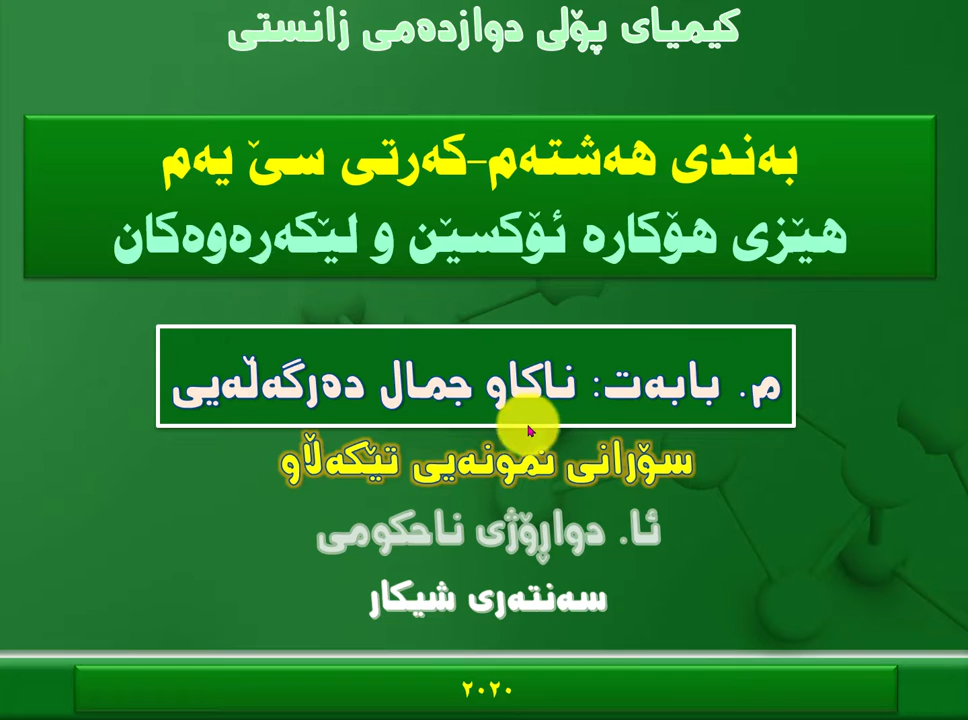 کیمیای پۆلی دوازدەمی زانستی
بەندی هەشتەم-کەرتی سێ یەم
هێزی هۆکارە ئۆکسێن و لێکەرەوەکان
م. بابەت: ناکاو جمال دەرگەڵەیی
سۆرانی نمونەیی تێکەڵاو
ئا. دواڕۆژی ناحکومی
سەنتەری شیکار
٢٠٢٠